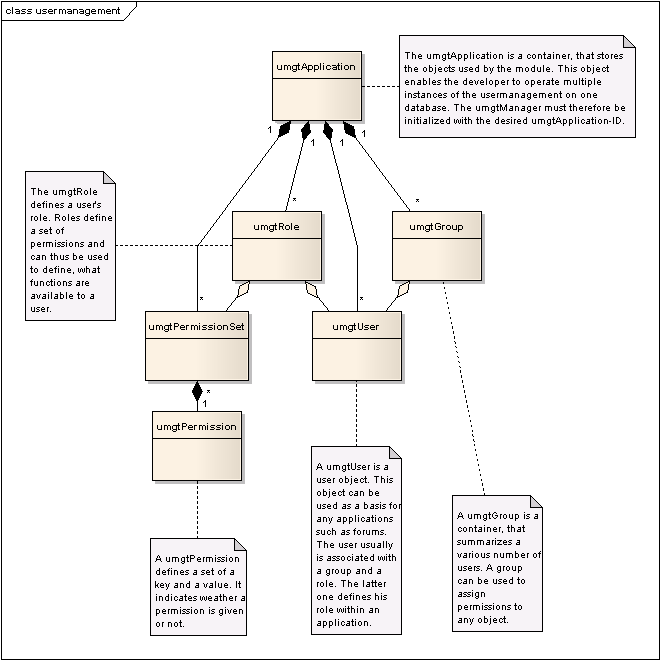 class usermanagement
umgtApplication
The umgtApplication is a container, that stores
the objects used by the module. This object
enables the developer to operate multiple
instances of the usermanagement on one
database. The umgtManager must therefore be
initialized with the desired umgtApplication-ID.
1
1
1
1
The umgtRole
defines a user's
role. Roles define
a set of
permissions and
can thus be used
to define, what
functions are
available to a
user.
*
*
umgtRole
umgtGroup
*
*
umgtPermissionSet
umgtUser
*
1
umgtPermission
A umgtUser is a
user object. This
object can be
used as a basis for
any applications
such as forums.
The user usually
is associated with
a group and a
role. The latter
one defines his
role within an
application.
A umgtGroup is a
container, that
summarizes a
various number of
users. A group
can be used to
assign
permissions to
any object.
A umgtPermission
defines a set of a
key and a value. It
indicates weather a
permission is given
or not.